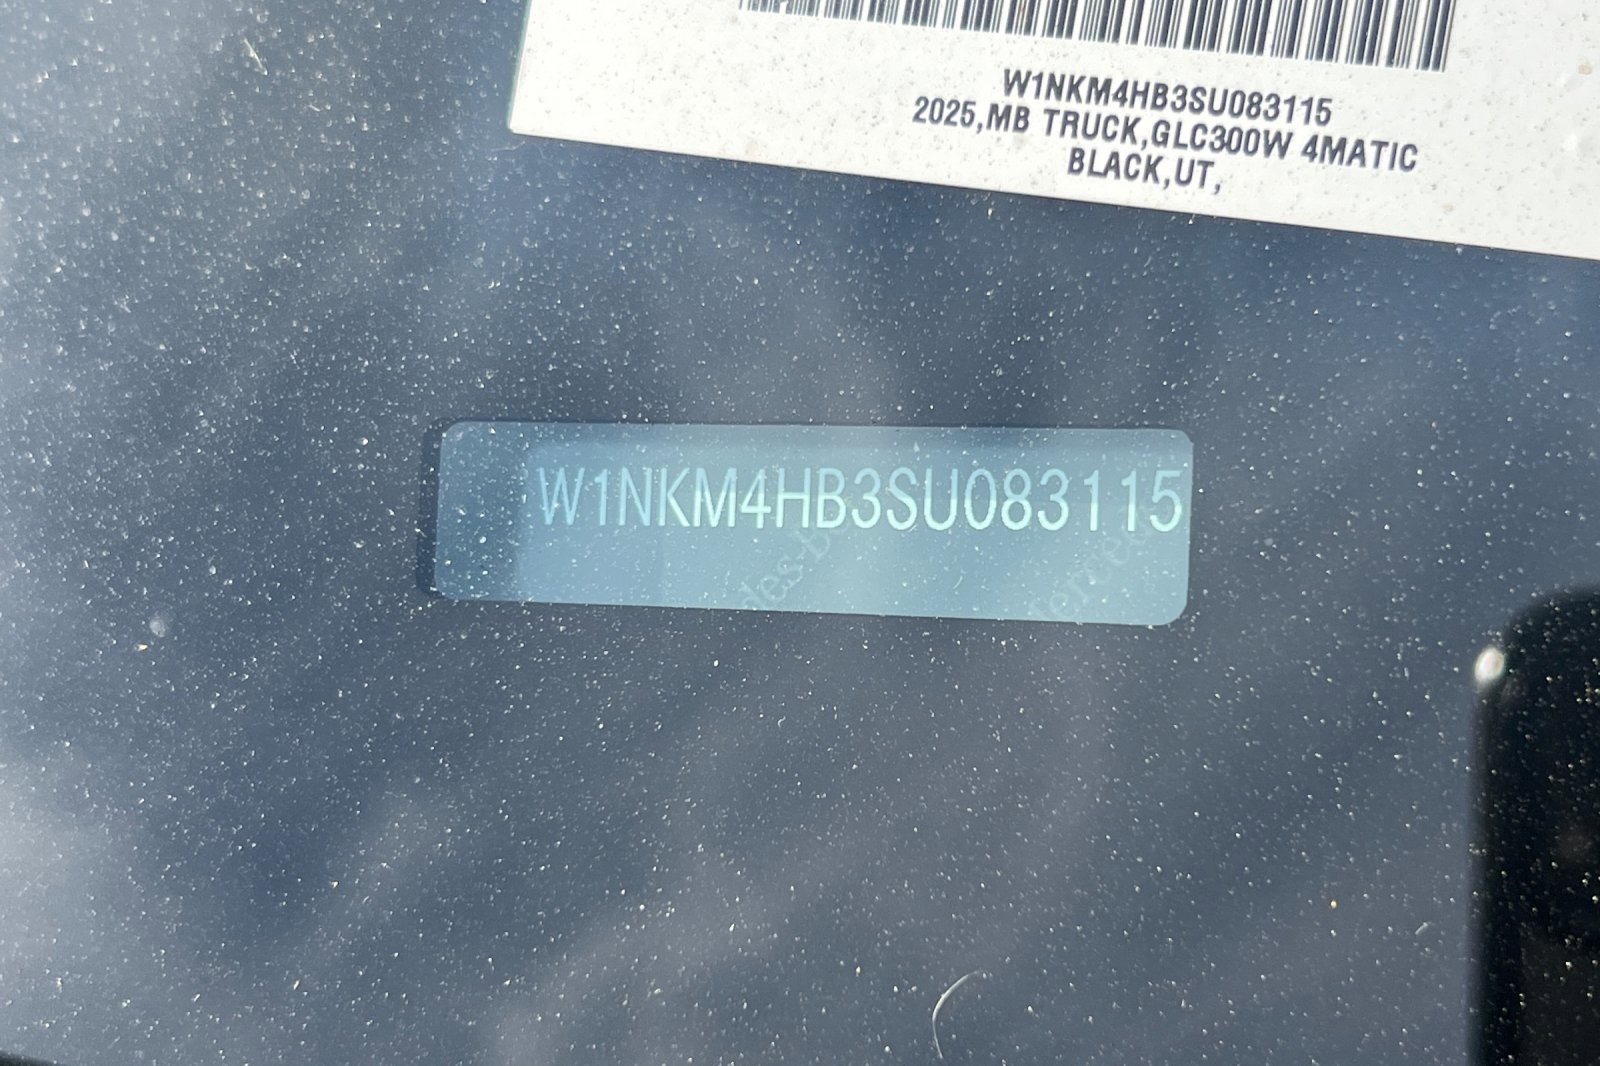 W1NKM4HB3SU083115
2025,MB TRUCK,GLC300W 4MATIC
BLACK,UT,
W1NKM4HB3SU083115